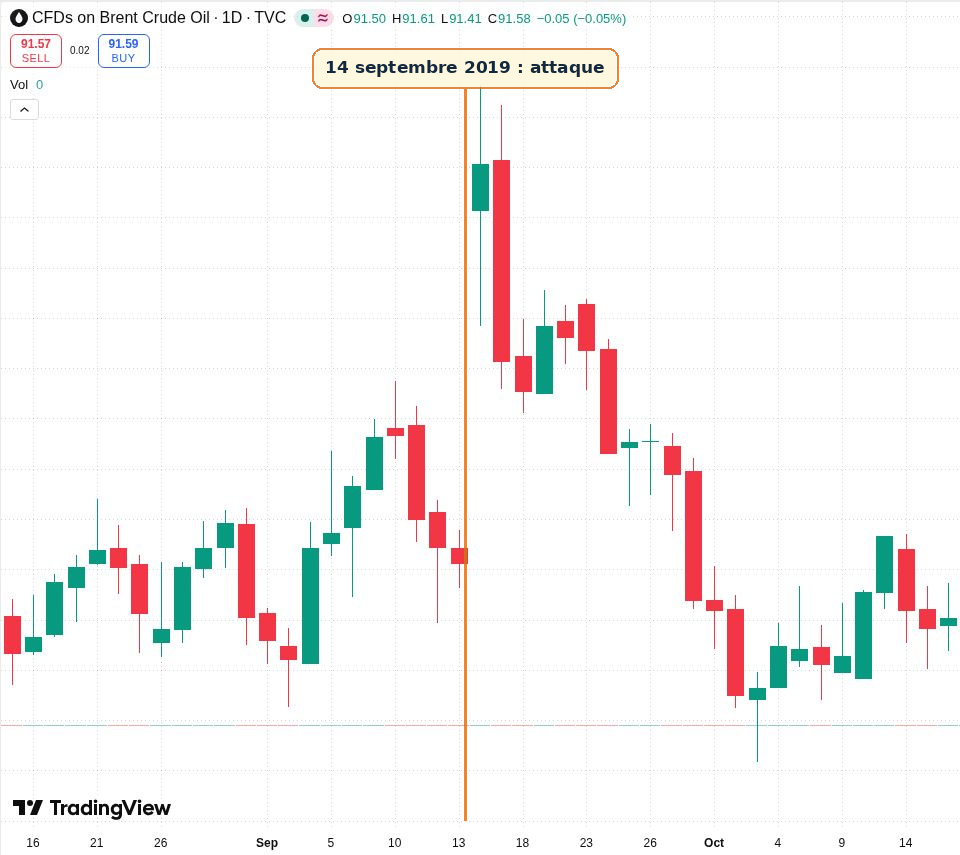 CFDs on Brent Crude Oil · 1D · TVC O91.50 H91.61 L91.41 C91.58 −0.05 (−0.05%)
91.57 SELL 0.02 91.59 BUY
14 septembre 2019 : attaque
Vol 0
TradingView
16 21 26 Sep 5 10 13 18 23 26 Oct 4 9 14